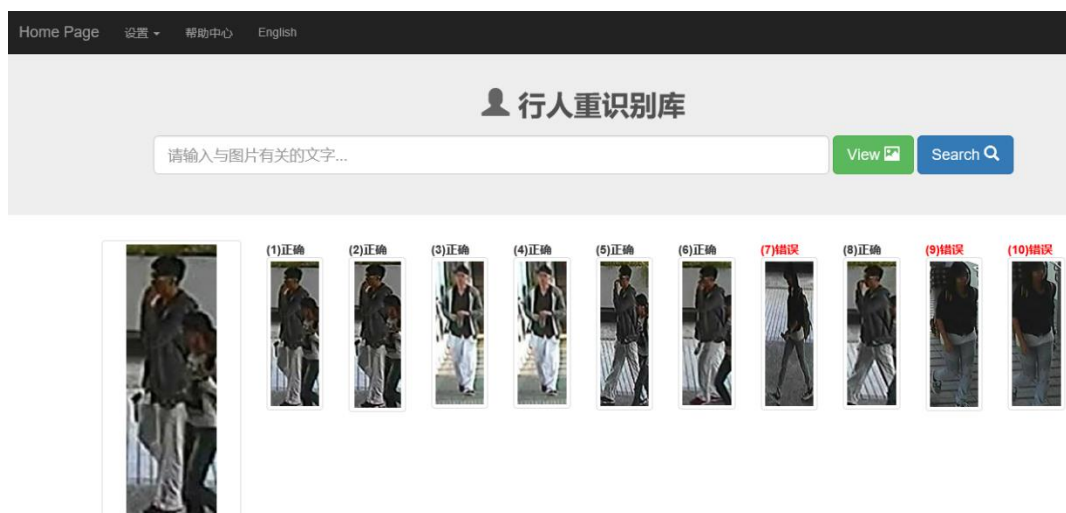 Home Page 设置 帮助中心 English
行人重识别库
请输入与图片有关的文字... View Search
(1)正确 (2)正确 (3)正确 (4)正确 (5)正确 (6)正确 (7)错误 (8)正确 (9)错误 (10)错误